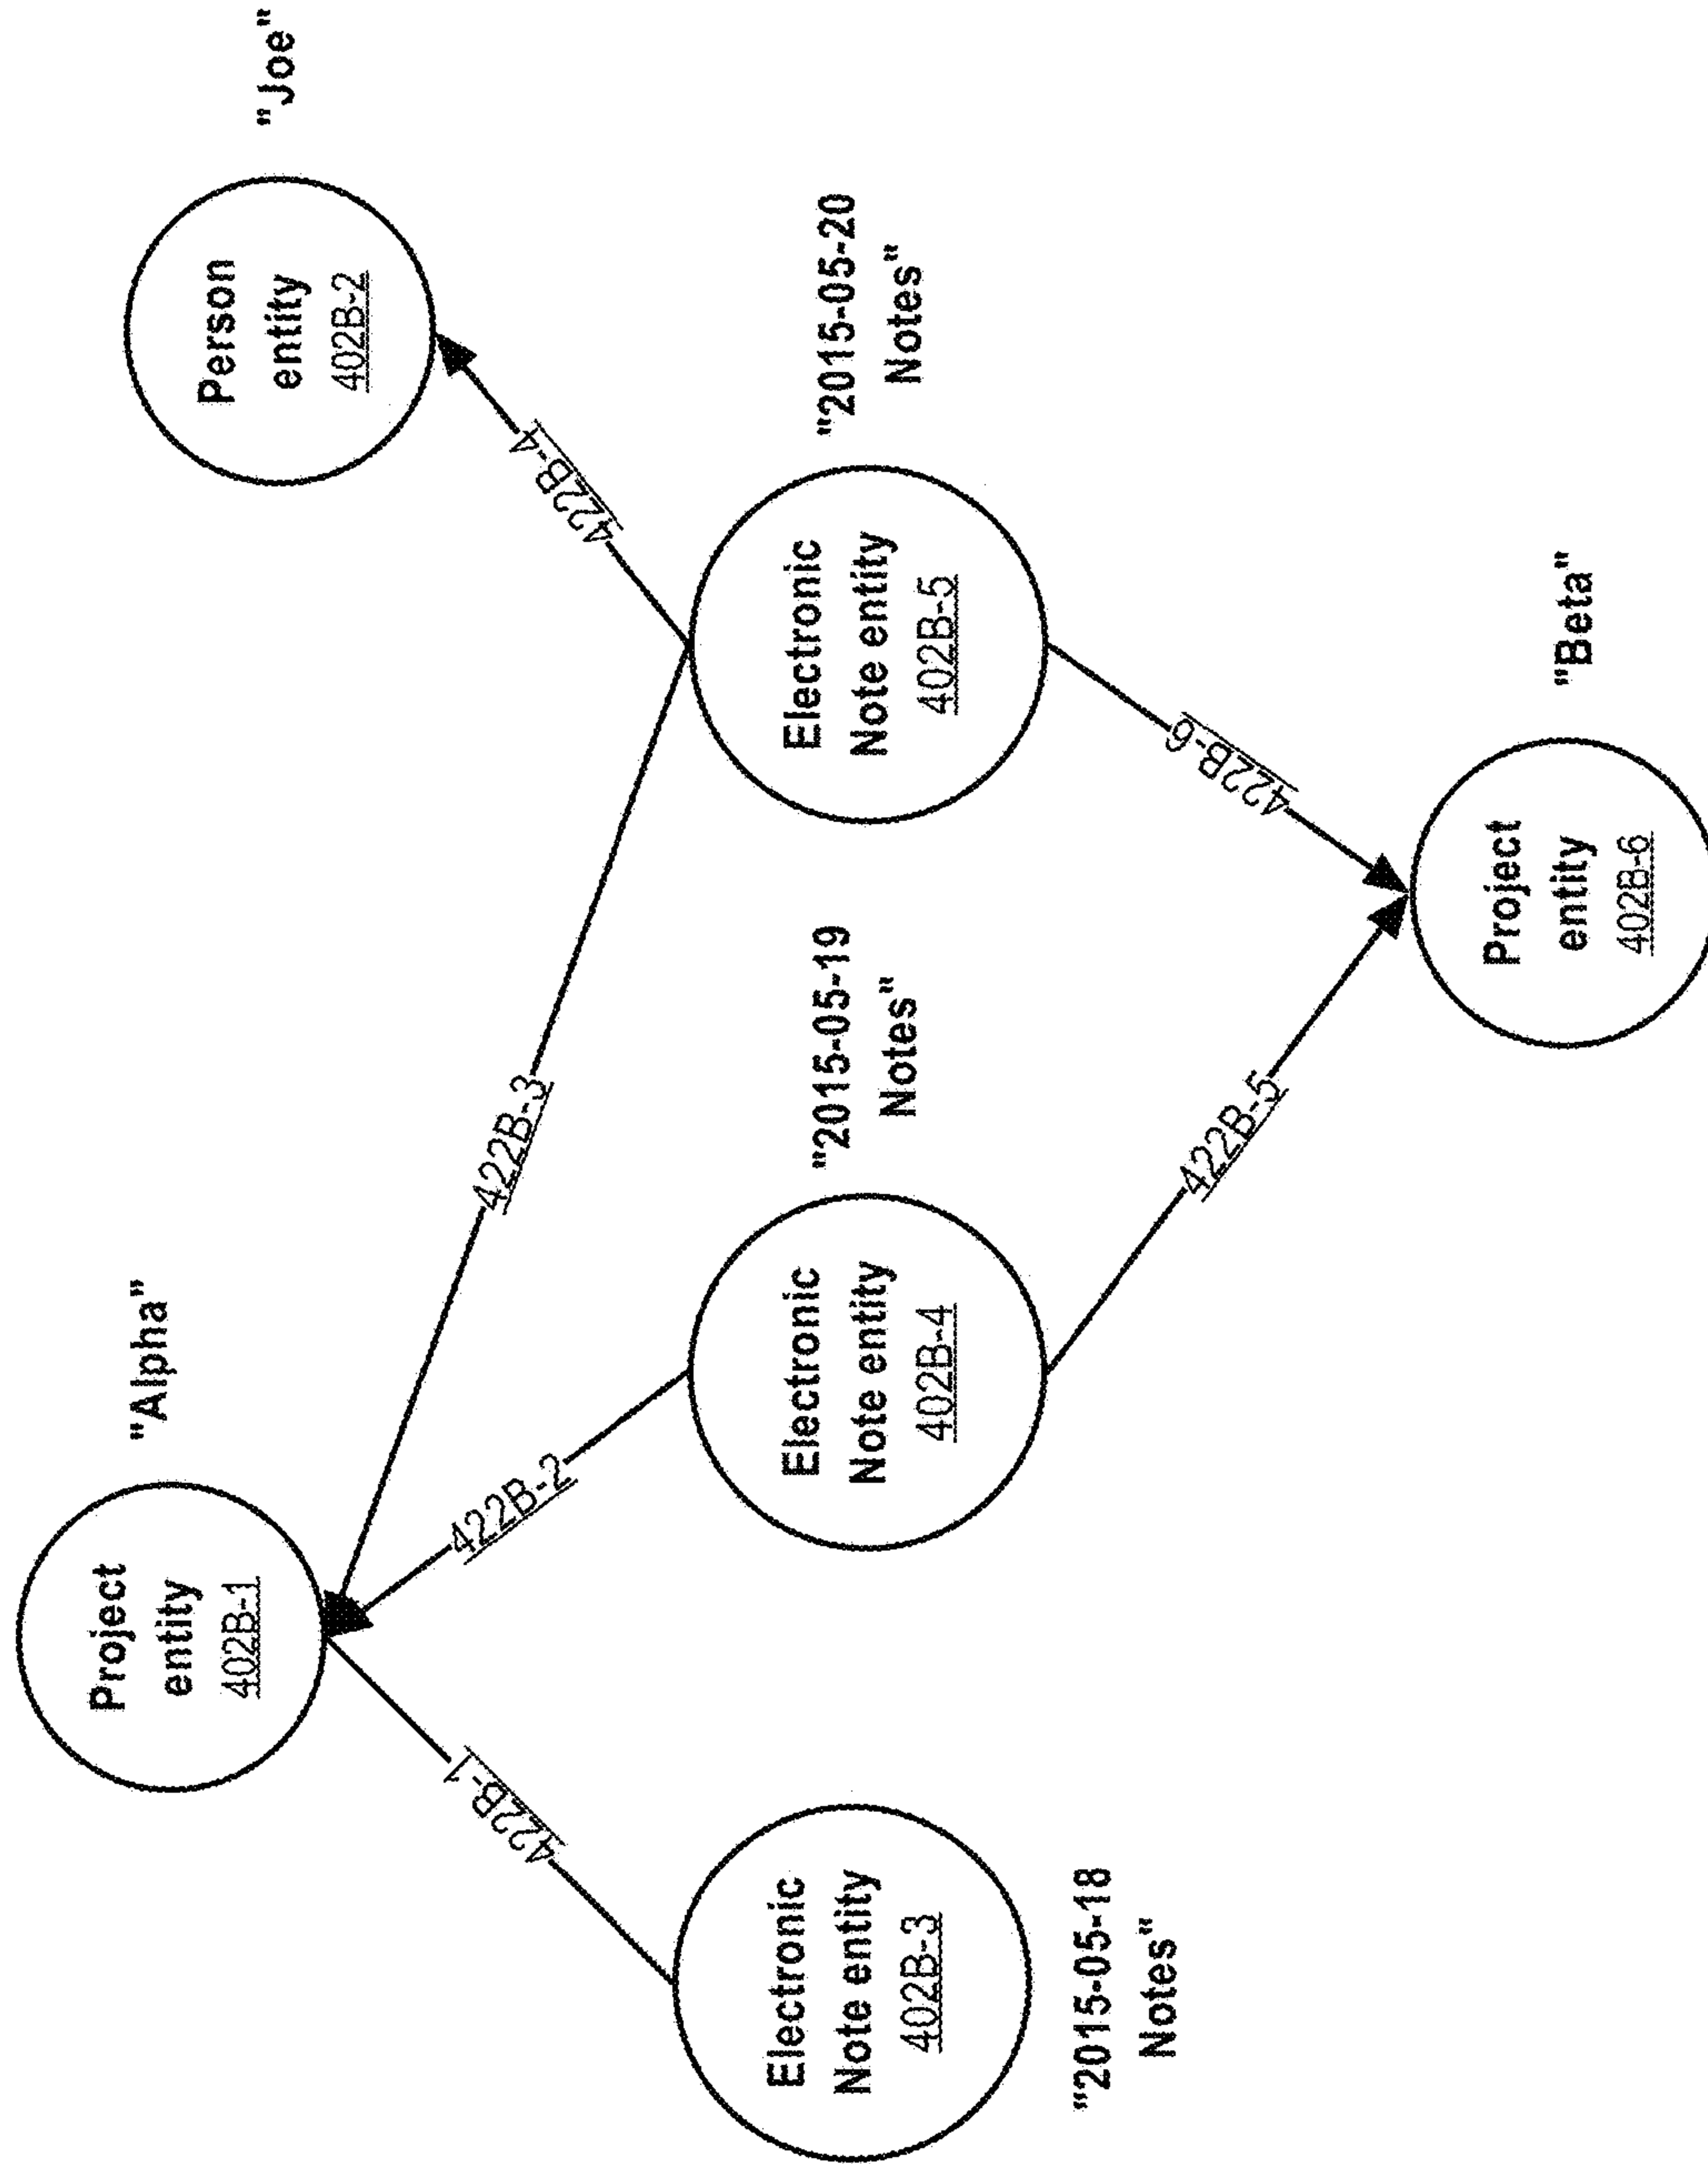 "Alpha"
Project
entity
402B-1
"Joe"
Person
entity
402B-2
422B-1
422B-2
422B-3
422B-4
Electronic
Note entity
402B-3
"2015-05-18
Notes"
Electronic
Note entity
402B-4
"2015-05-19
Notes"
Electronic
Note entity
402B-5
"2015-05-20
Notes"
422B-5
422B-6
Project
entity
402B-6
"Beta"